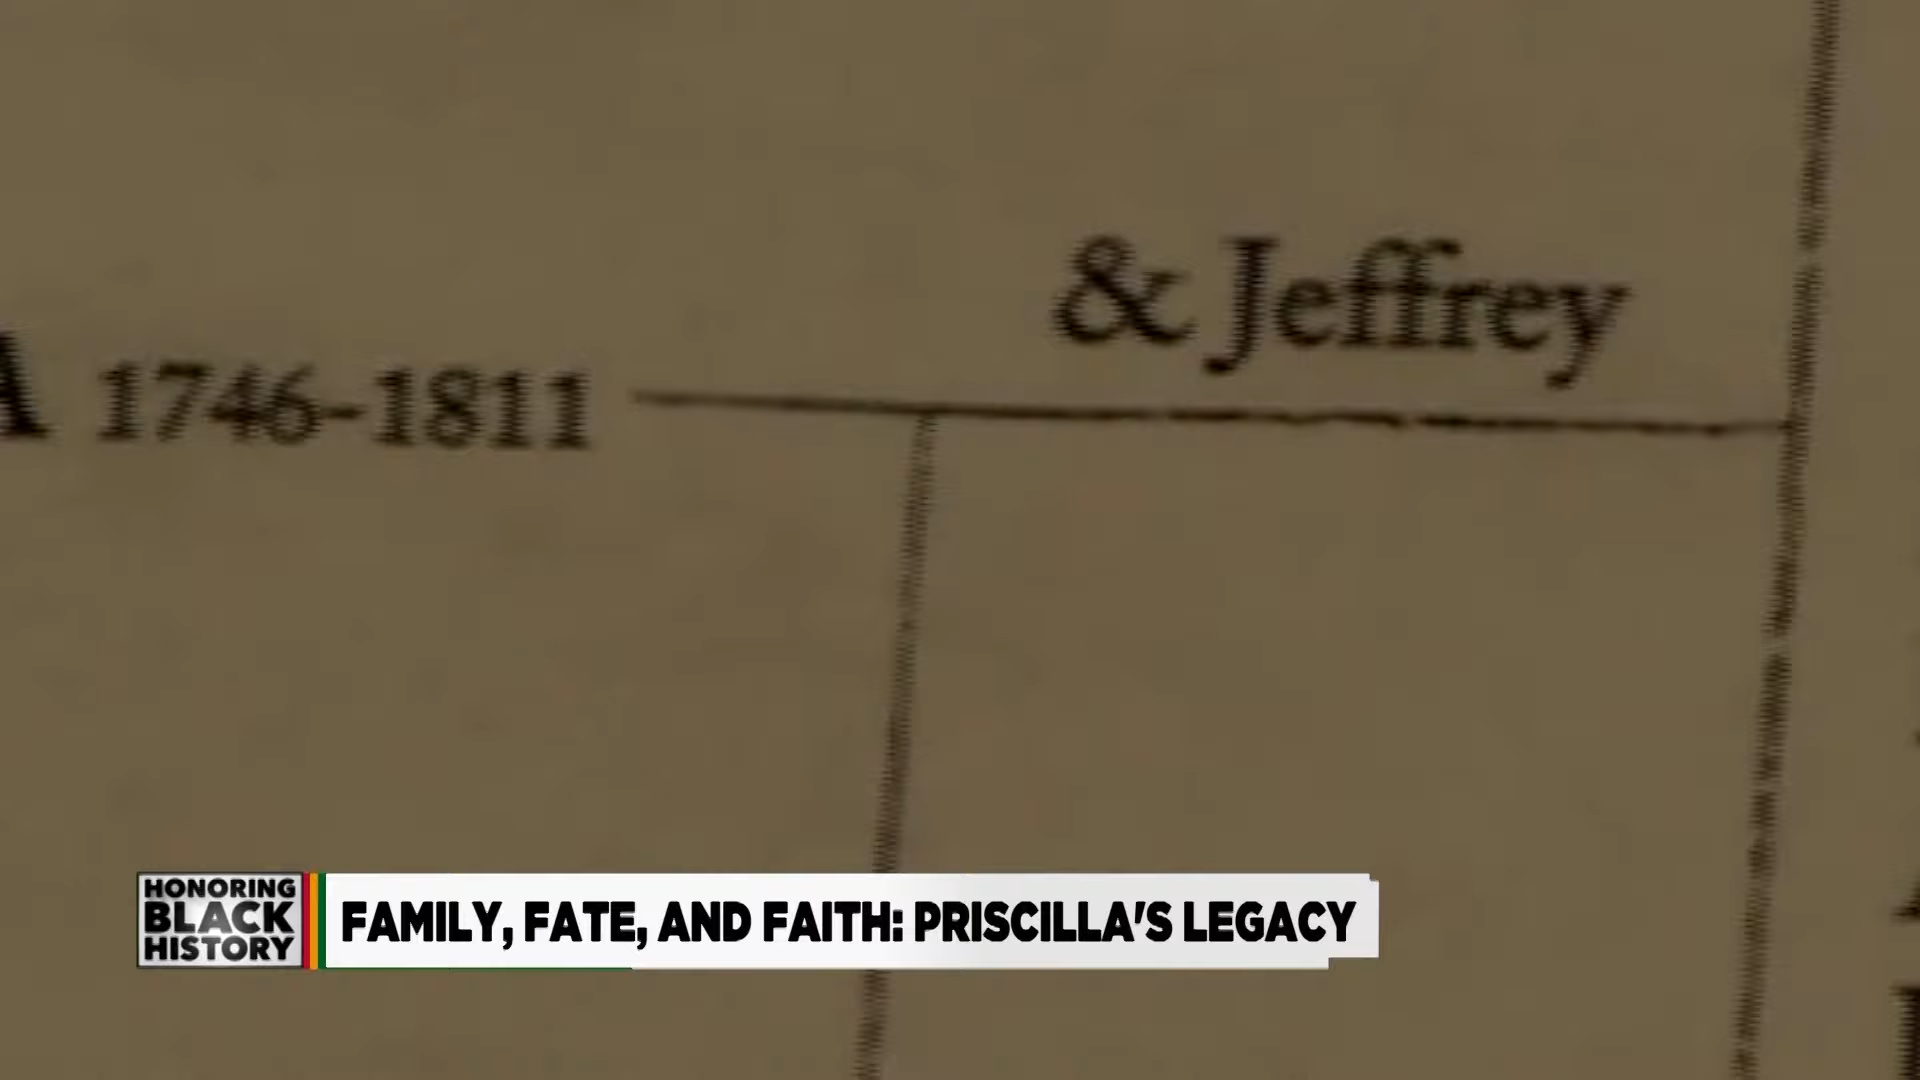 & Jeffrey
A 1746-1811
HONORING
BLACK
HISTORY
FAMILY, FATE, AND FAITH: PRISCILLA'S LEGACY